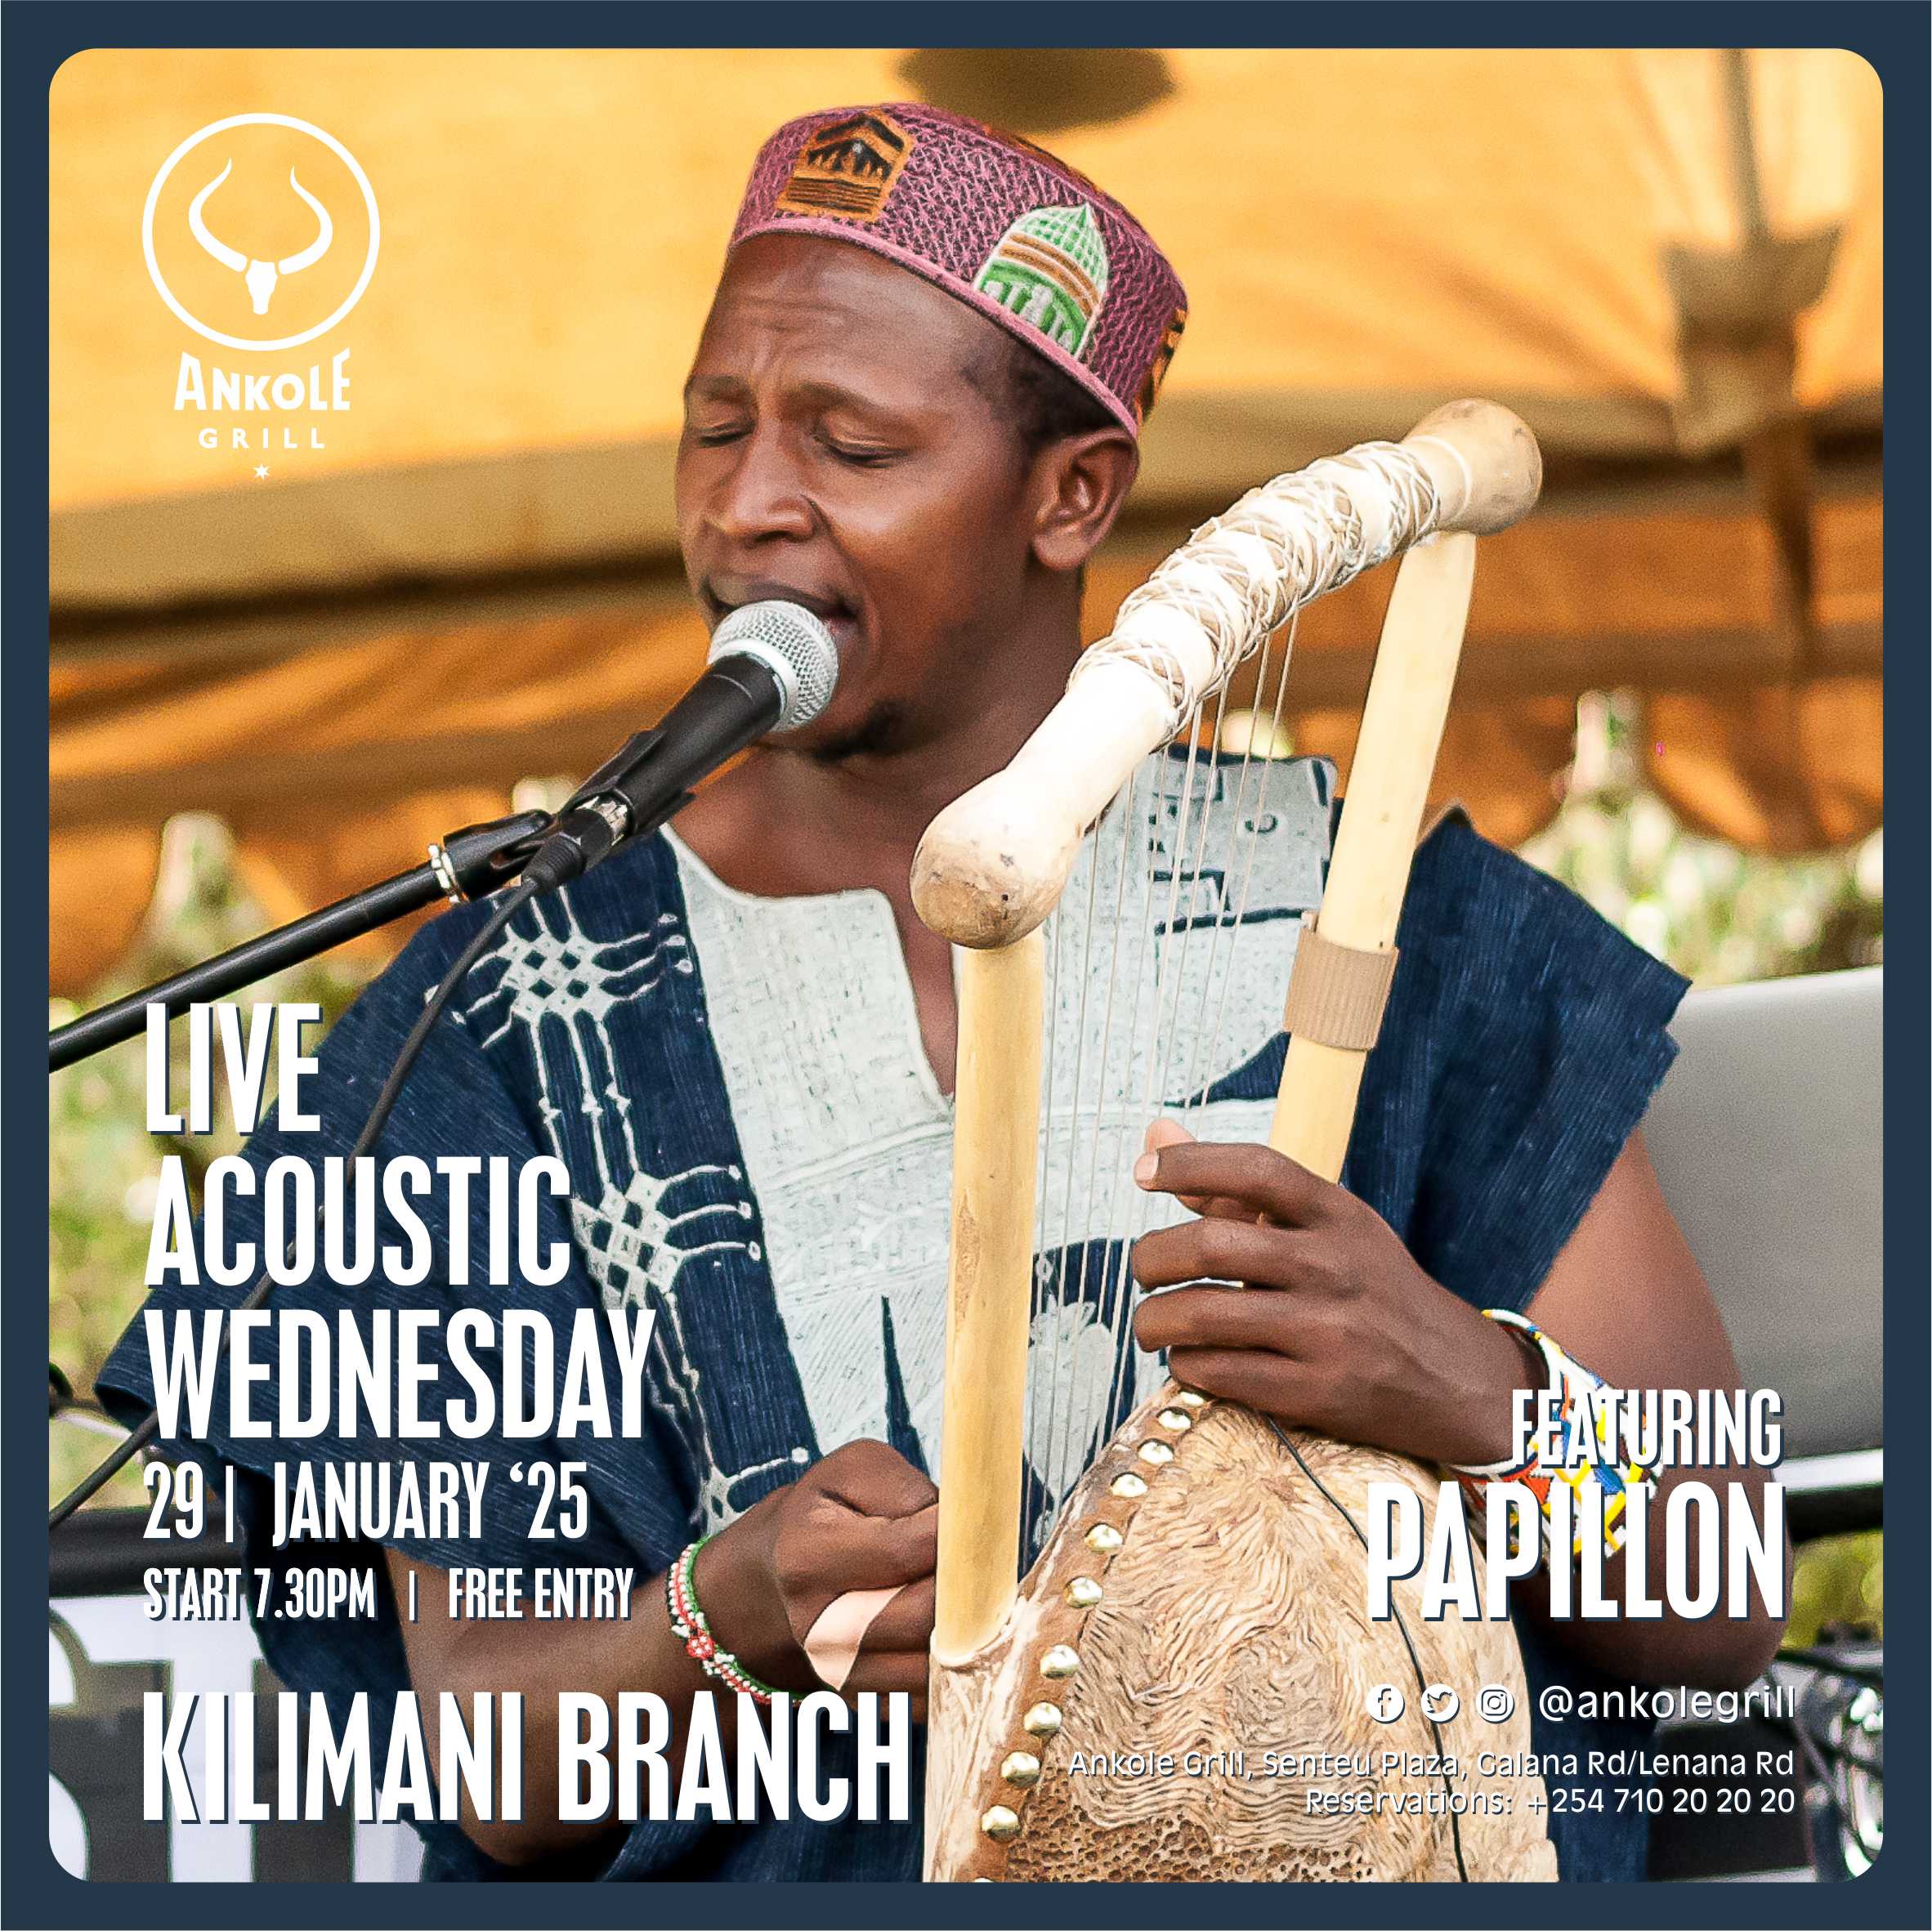 ANKOLE
GRILL
LIVE
ACOUSTIC
WEDNESDAY
29 | JANUARY ‘25
START 7.30PM | FREE ENTRY
KILIMANI BRANCH
FEATURING
PAPILLON
@ankolegrill
Ankole Grill, Senteu Plaza, Galana Rd/Lenana Rd
Reservations: +254 710 20 20 20